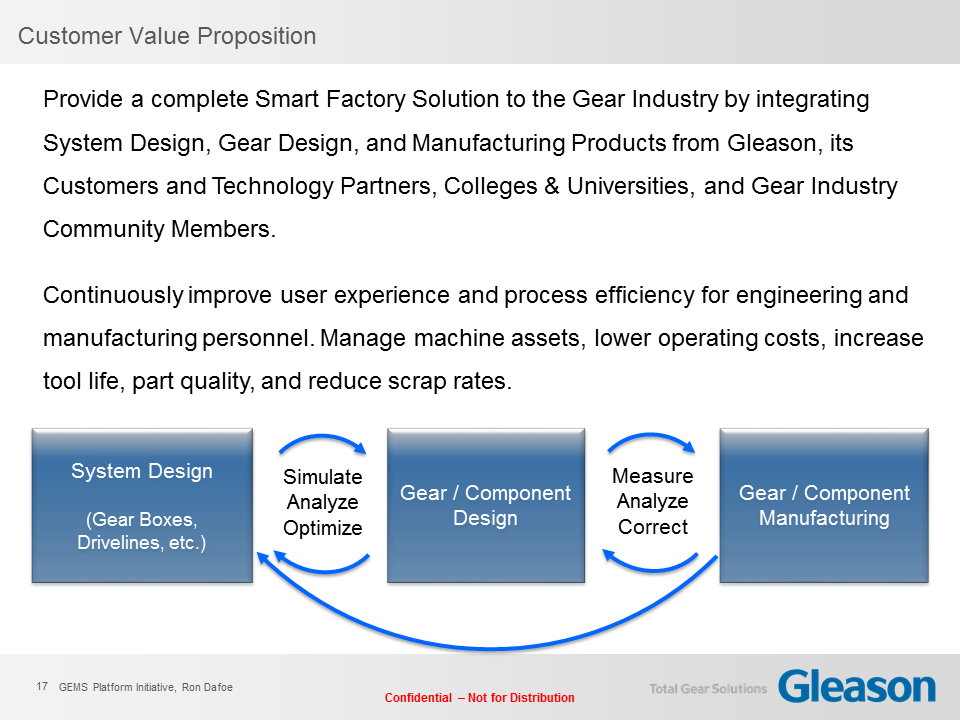 Customer Value Proposition
Provide a complete Smart Factory Solution to the Gear Industry by integrating
System Design, Gear Design, and Manufacturing Products from Gleason, its
Customers and Technology Partners, Colleges & Universities, and Gear Industry
Community Members.
Continuously improve user experience and process efficiency for engineering and
manufacturing personnel. Manage machine assets, lower operating costs, increase
tool life, part quality, and reduce scrap rates.
System Design
(Gear Boxes,
Drivelines, etc.)
Simulate
Analyze
Optimize
Gear / Component
Design
Measure
Analyze
Correct
Gear / Component
Manufacturing
17 GEMS Platform Initiative, Ron Dafoe
Confidential – Not for Distribution
Total Gear Solutions
Gleason